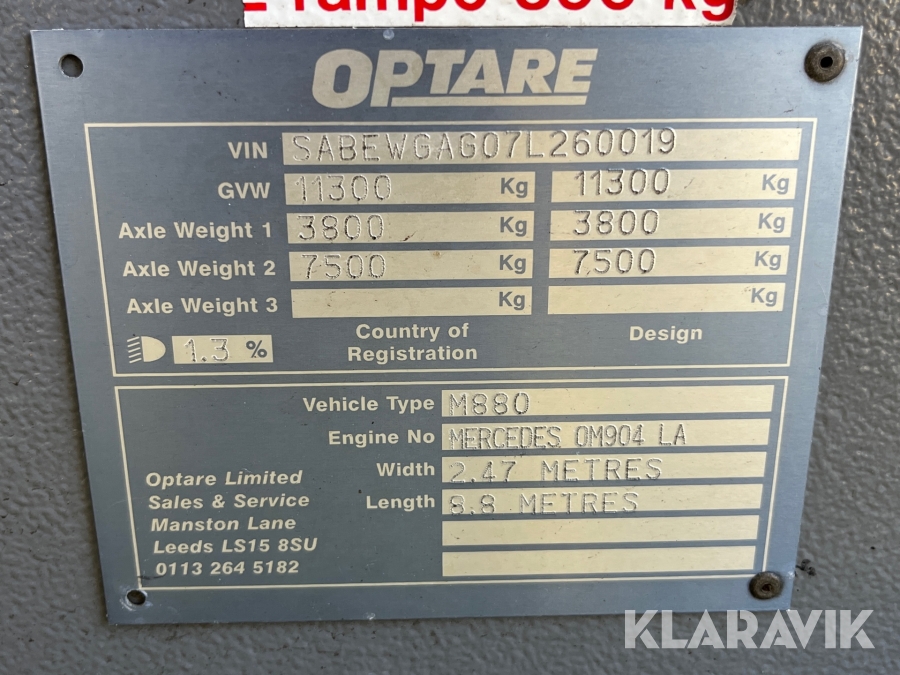 rampe
kg
OPTARE
VIN SABEWGAG07L260019
GVW 11300 Kg 11300 Kg
Axle Weight 1 3800 Kg 3800 Kg
Axle Weight 2 7500 Kg 7500 Kg
Axle Weight 3 Kg Kg
1.3 % Country of Registration Design
Vehicle Type M880
Engine No MERCEDES OM904 LA
Width 2.47 METRES
Length 8.8 METRES
Optare Limited
Sales & Service
Manston Lane
Leeds LS15 8SU
0113 264 5182
KLARAVIK